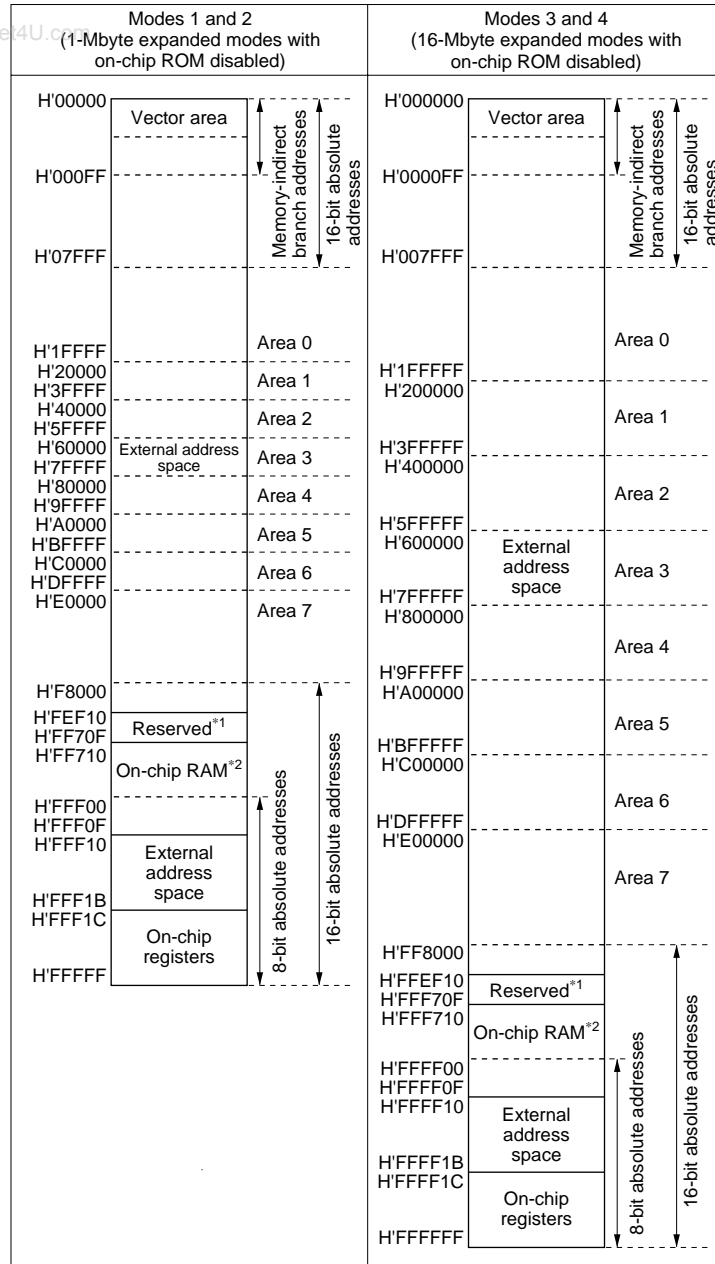 et4U.com
Modes 1 and 2
(1-Mbyte expanded modes with
on-chip ROM disabled)
H'00000
Vector area
H'000FF
H'07FFF
Memory-indirect
branch addresses
16-bit absolute
addresses
H'1FFFF
Area 0
H'20000
H'3FFFF
Area 1
H'40000
H'5FFFF
Area 2
H'60000
H'7FFFF
External address
space
Area 3
H'80000
H'9FFFF
Area 4
H'A0000
H'BFFFF
Area 5
H'C0000
H'DFFFF
Area 6
H'E0000
Area 7
H'F8000
H'FEF10
Reserved*1
H'FF70F
H'FF710
On-chip RAM*2
H'FFF00
H'FFF0F
H'FFF10
External
address
space
H'FFF1B
H'FFF1C
On-chip
registers
H'FFFFF
8-bit absolute addresses
16-bit absolute addresses
Modes 3 and 4
(16-Mbyte expanded modes with
on-chip ROM disabled)
H'000000
Vector area
H'0000FF
H'007FFF
Memory-indirect
branch addresses
16-bit absolute
addresses
Area 0
H'1FFFFF
H'200000
Area 1
H'3FFFFF
H'400000
Area 2
H'5FFFFF
H'600000
External
address
space
Area 3
H'7FFFFF
H'800000
Area 4
H'9FFFFF
H'A00000
Area 5
H'BFFFFF
H'C00000
Area 6
H'DFFFFF
H'E00000
Area 7
H'FF8000
H'FFEF10
Reserved*1
H'FFF70F
H'FFF710
On-chip RAM*2
H'FFFF00
H'FFFF0F
H'FFFF10
External
address
space
H'FFFF1B
H'FFFF1C
On-chip
registers
H'FFFFFF
8-bit absolute addresses
16-bit absolute addresses